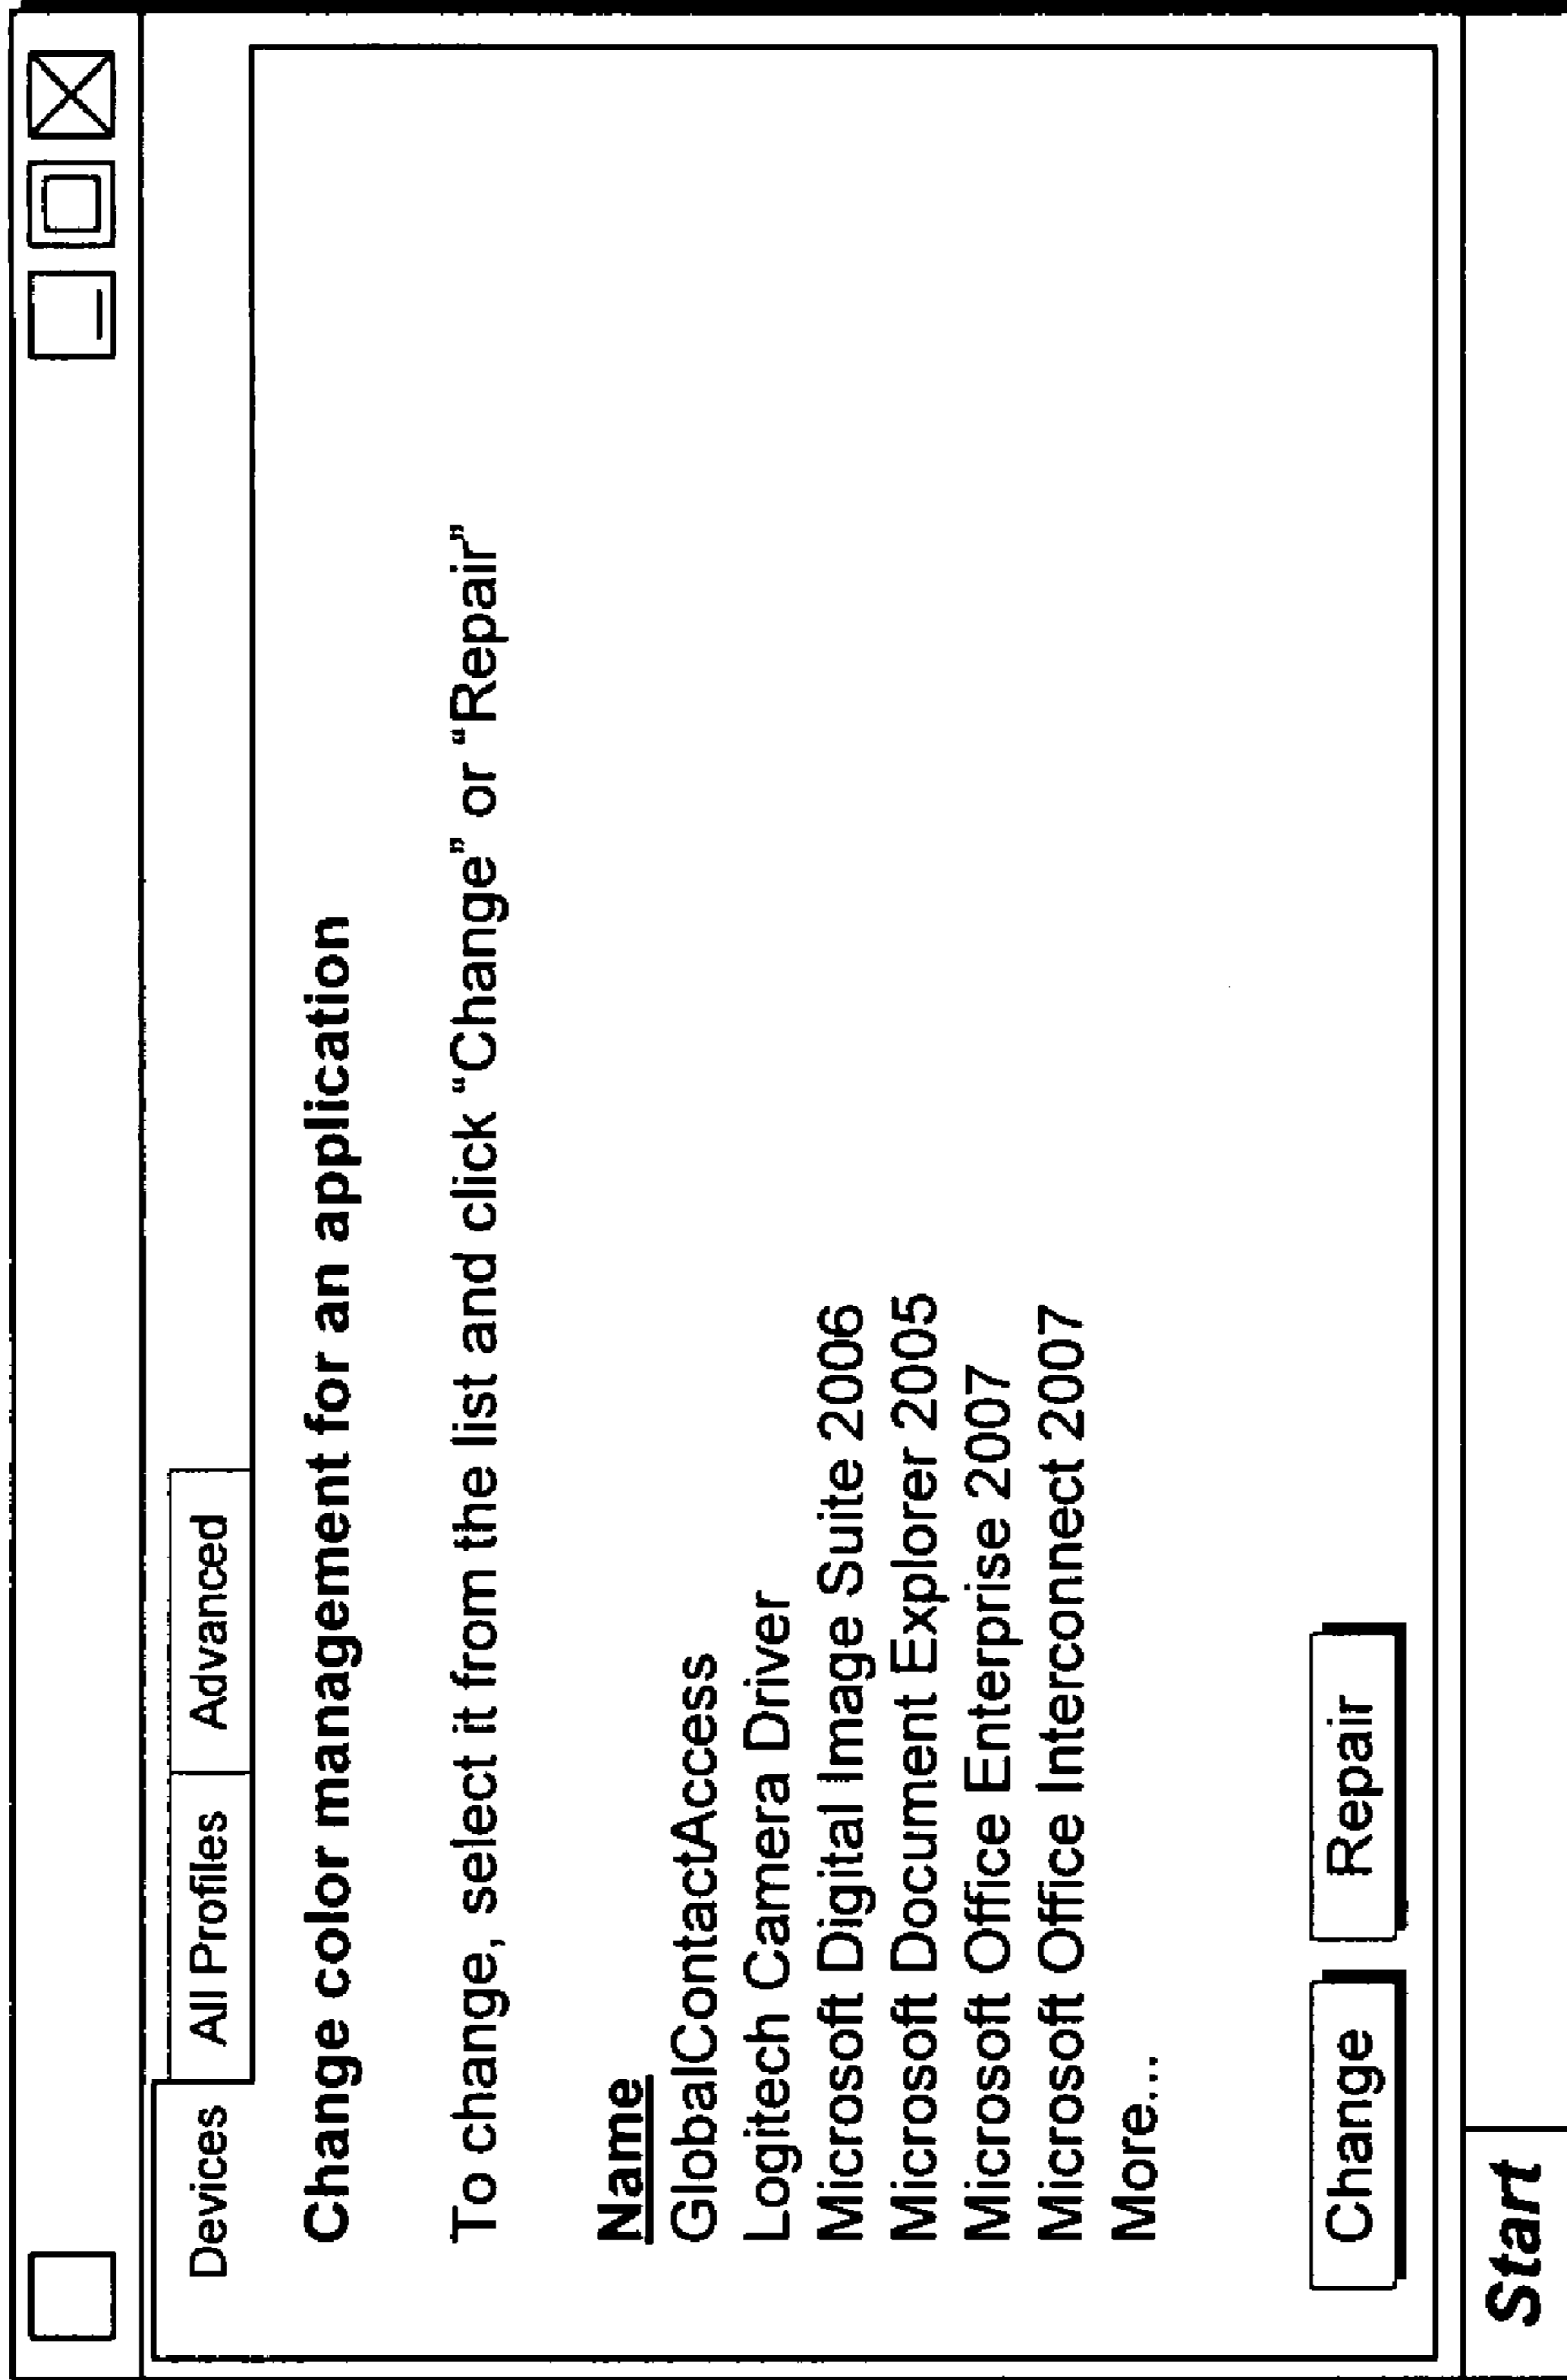 Devices All Profiles Advanced
Change color management for an application
To change, select it from the list and click “Change” or “Repair”
Name
GlobalContactAccess
Logitech Camera Driver
Microsoft Digital Image Suite 2006
Microsoft Document Explorer 2005
Microsoft Office Enterprise 2007
Microsoft Office Interconnect 2007
More...
Change Repair
Start